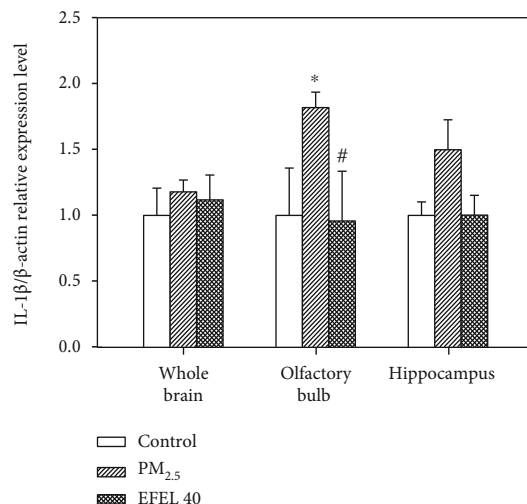 IL-1β/β-actin relative expression level
2.5
2.0
1.5
1.0
0.5
0.0
*
#
Whole
brain
Olfactory
bulb
Hippocampus
Control
PM2.5
EFEL 40